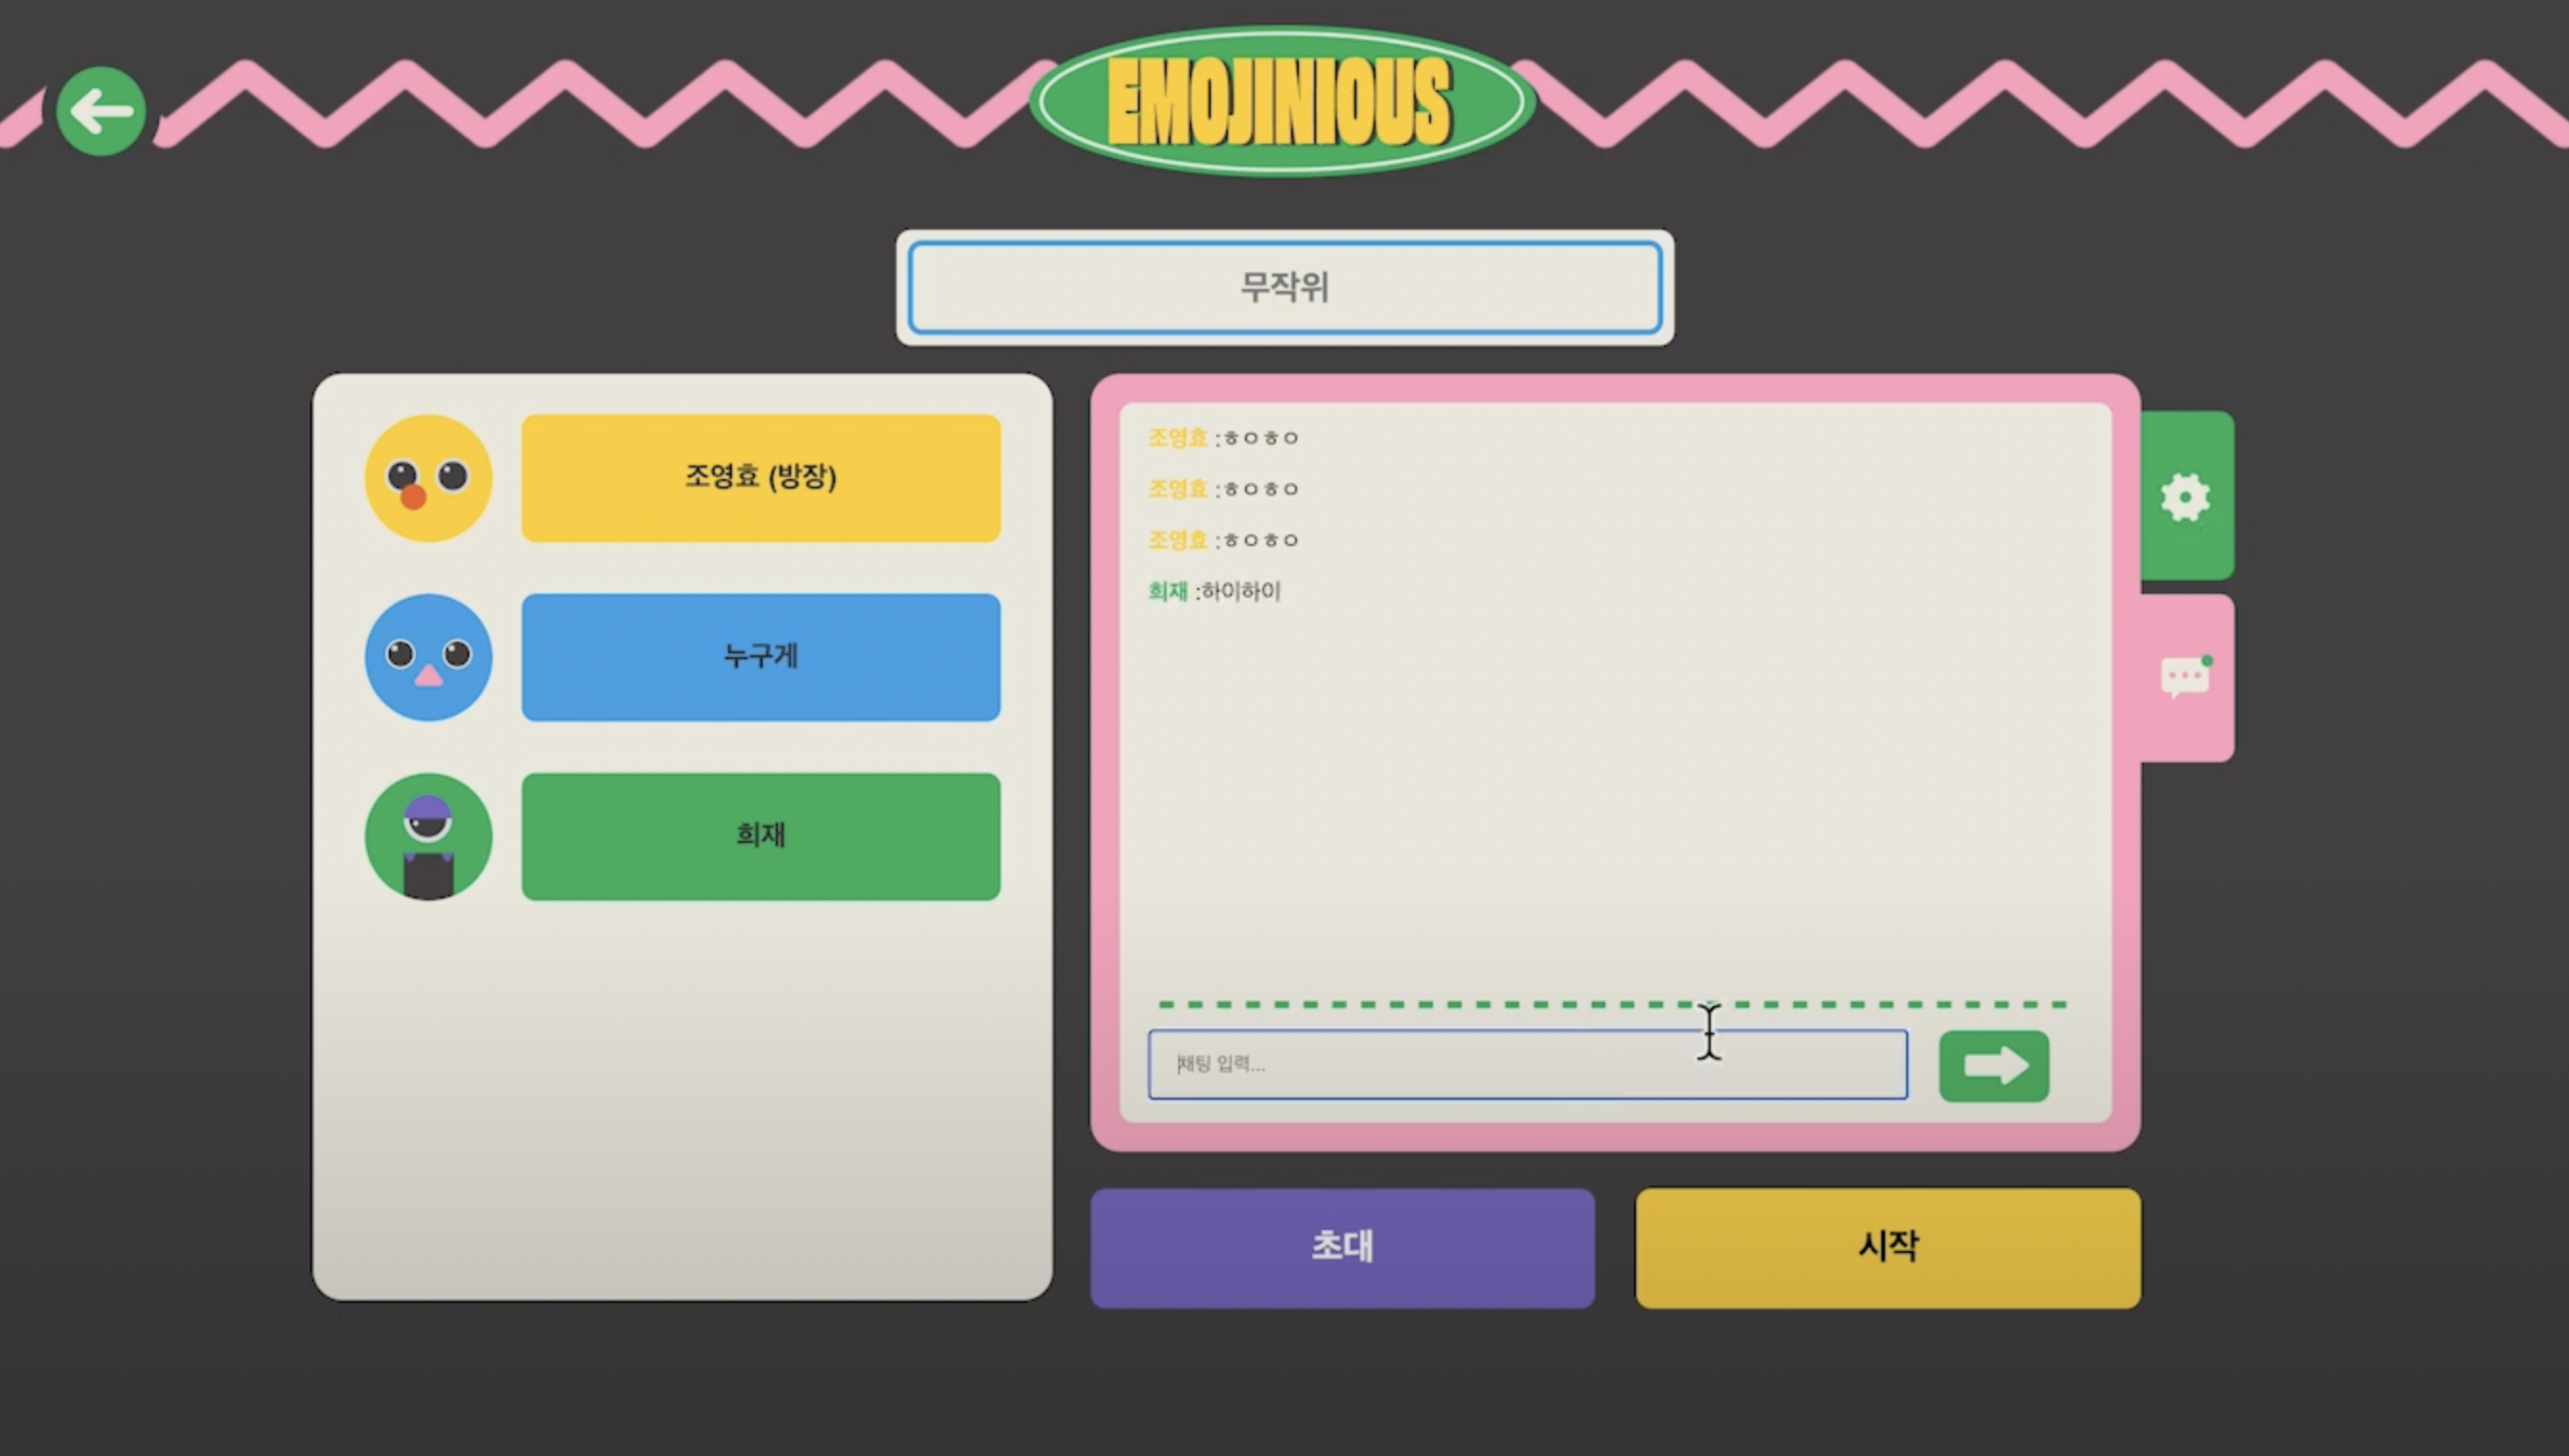 EMOJINIOUS
무작위
조영효 (방장)
누구게
희재
조영효 :ㅎㅇㅎㅇ
조영효 :ㅎㅇㅎㅇ
조영효 :ㅎㅇㅎㅇ
희재 :하이하이
채팅 입력...
초대
시작